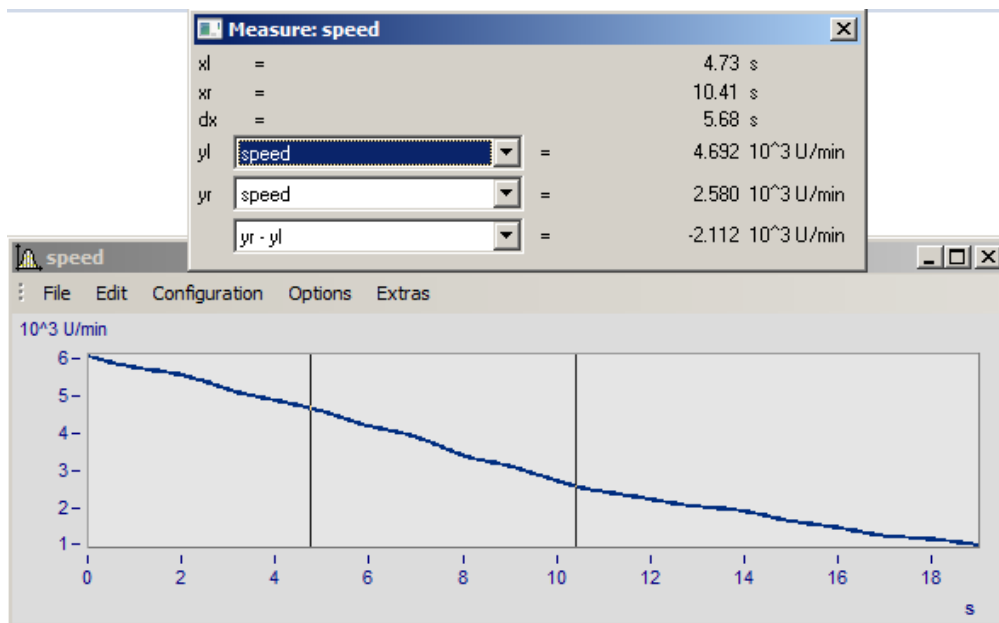 Measure: speed
xl = 4.73 s
xr = 10.41 s
dx = 5.68 s
yl speed = 4.692 10^3 U/min
yr speed = 2.580 10^3 U/min
yr - yl = -2.112 10^3 U/min
speed
File Edit Configuration Options Extras
10^3 U/min
6
5
4
3
2
1
0 2 4 6 8 10 12 14 16 18
s